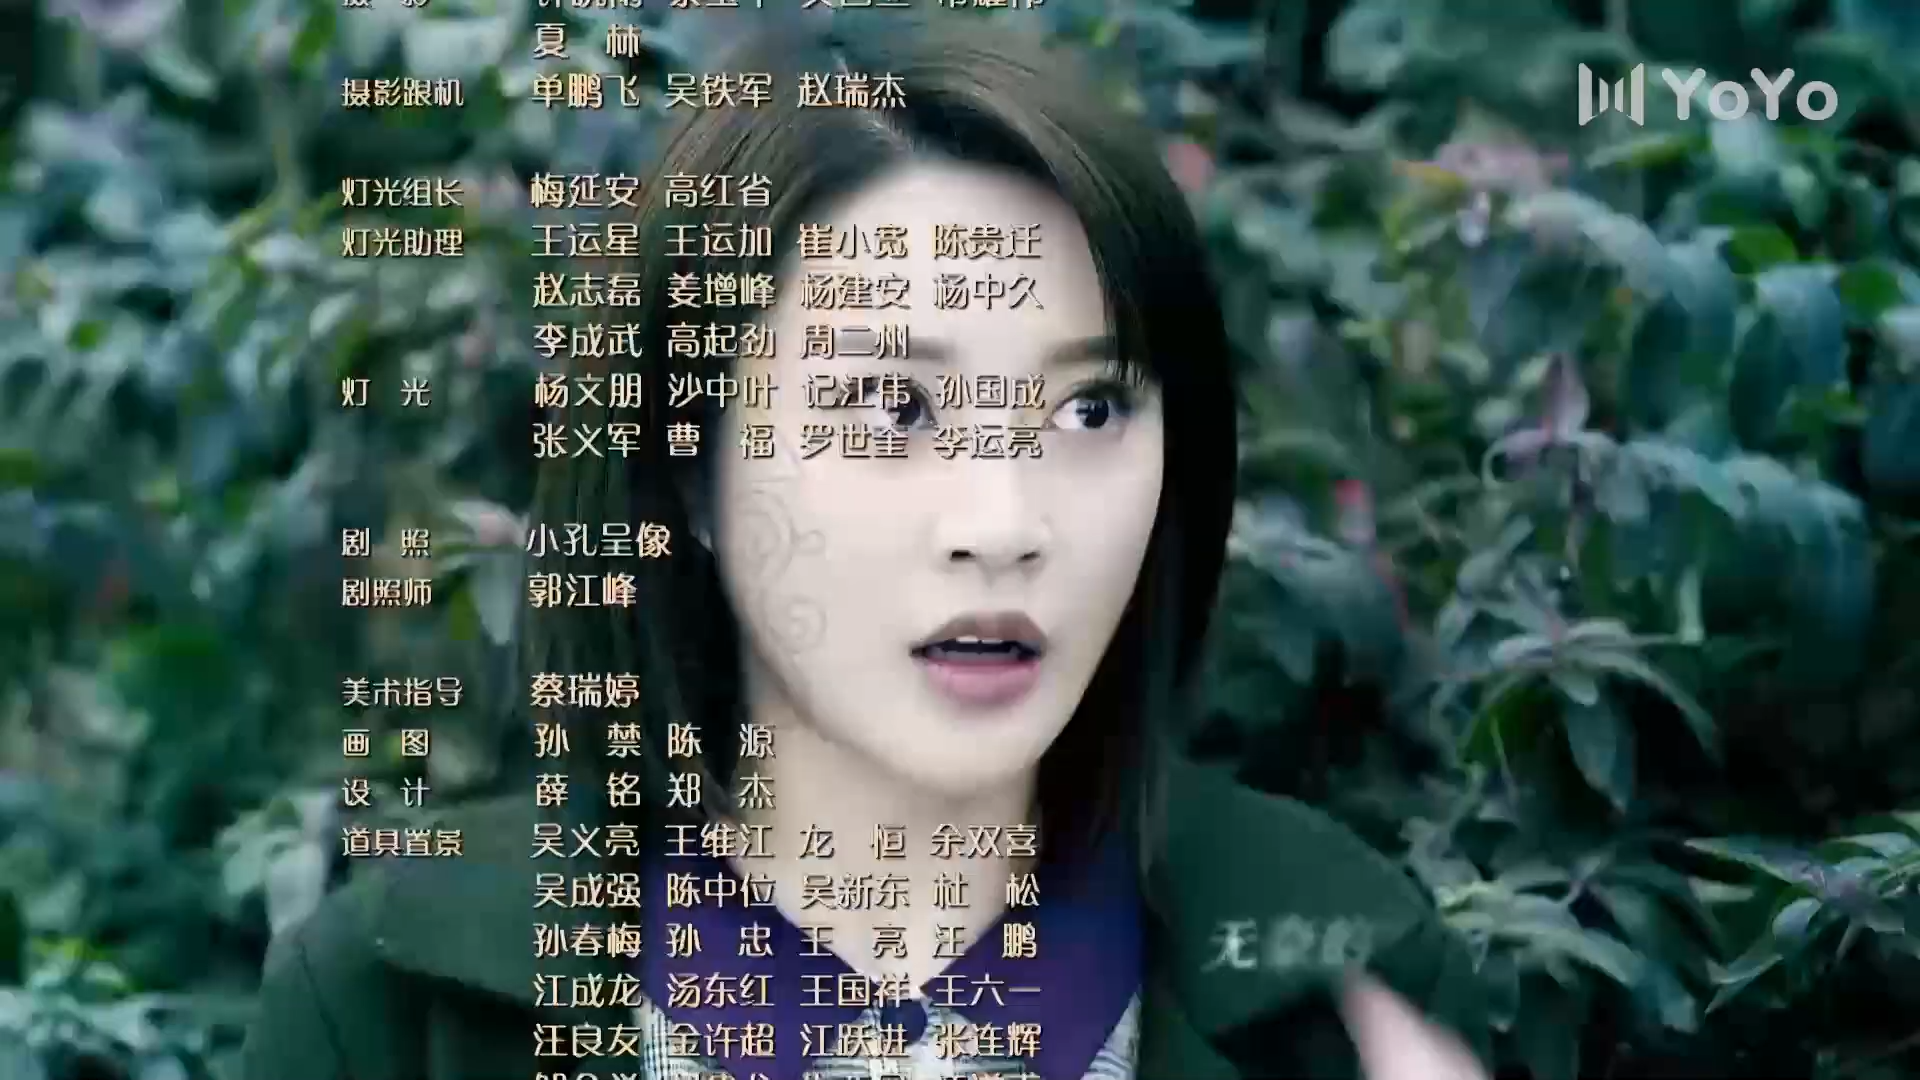 夏 林
摄影跟机 单鹏飞 吴铁军 赵瑞杰
YoYo
灯光组长 梅延安 高红省
灯光助理 王运星 王运加 崔小宽 陈贵迁
赵志磊 姜增峰 杨建安 杨中久
李成武 高起劲 周二州
灯 光 杨文朋 沙中叶 记江伟 孙国成
张义军 曹 福 罗世奎 李运亮
剧 照 小孔呈像
剧照师 郭江峰
美术指导 蔡瑞婷
画 图 孙 禁 陈 源
设 计 薛 铭 郑 杰
道具置景 吴义亮 王维江 龙 恒 余双喜
吴成强 陈中位 吴新东 杜 松
孙春梅 孙 忠 王 亮 汪 鹏
江成龙 汤东红 王国祥 王六一
汪良友 金许超 江跃进 张连辉